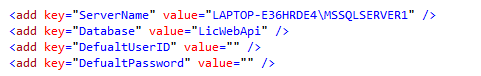 <add key="ServerName" value="LAPTOP-E36HRDE4\MSSQLSERVER1" />
<add key="Database" value="LicWebApi" />
<add key="DefualtUserID" value="" />
<add key="DefualtPassword" value="" />